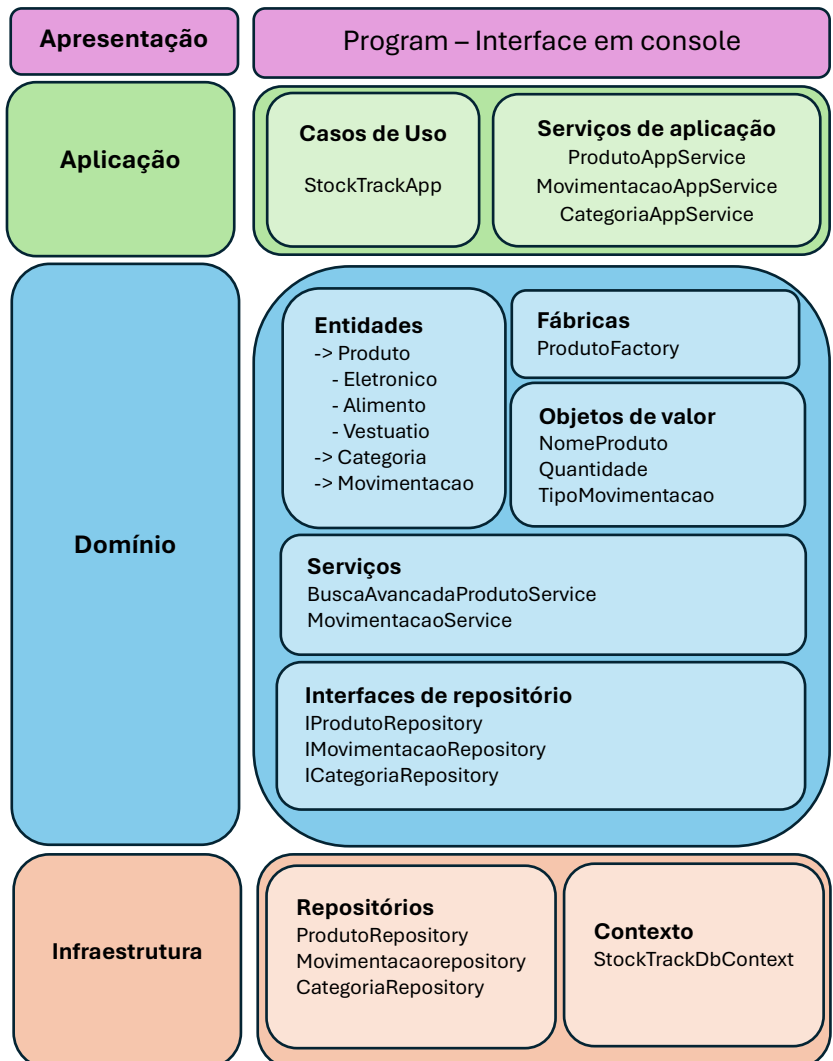 Apresentação
Program – Interface em console
Aplicação
Casos de Uso
StockTrackApp
Serviços de aplicação
ProdutoAppService
MovimentacaoAppService
CategoriaAppService
Domínio
Entidades
-> Produto
- Eletronico
- Alimento
- Vestuatio
-> Categoria
-> Movimentacao
Fábricas
ProdutoFactory
Objetos de valor
NomeProduto
Quantidade
TipoMovimentacao
Serviços
BuscaAvancadaProdutoService
MovimentacaoService
Interfaces de repositório
IProdutoRepository
IMovimentacaoRepository
ICategoriaRepository
Infraestrutura
Repositórios
ProdutoRepository
Movimentacaorepository
CategoriaRepository
Contexto
StockTrackDbContext